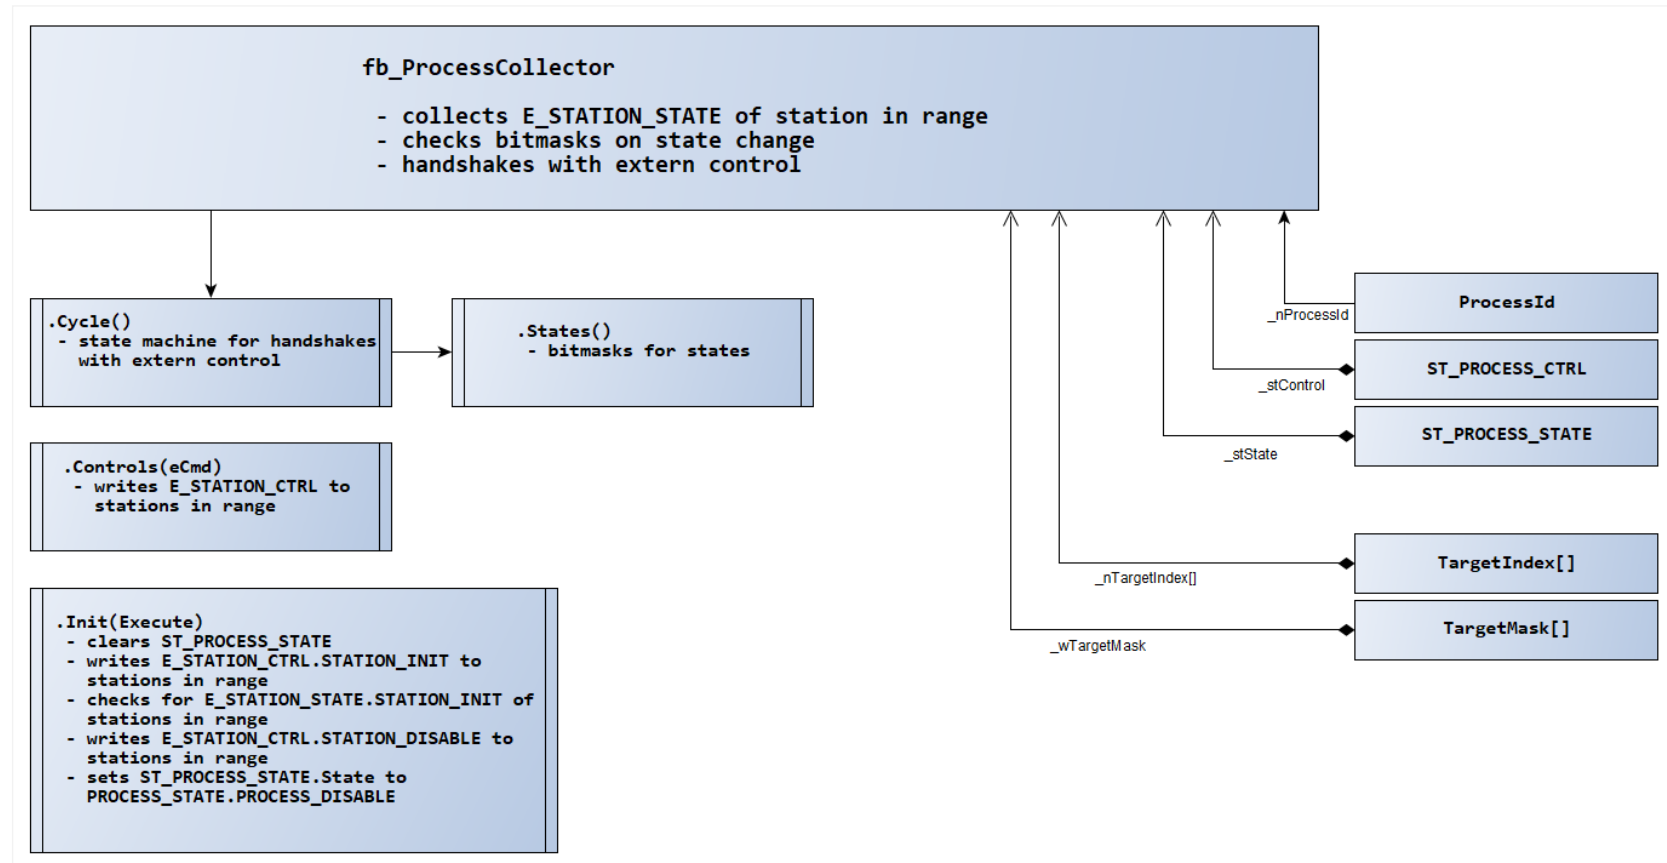 fb_ProcessCollector
- collects E_STATION_STATE of station in range
- checks bitmasks on state change
- handshakes with extern control
.Cycle()
- state machine for handshakes
with extern control
.States()
- bitmasks for states
.Controls(eCmd)
- writes E_STATION_CTRL to
stations in range
.Init(Execute)
- clears ST_PROCESS_STATE
- writes E_STATION_CTRL.STATION_INIT to
stations in range
- checks for E_STATION_STATE.STATION_INIT of
stations in range
- writes E_STATION_CTRL.STATION_DISABLE to
stations in range
- sets ST_PROCESS_STATE.State to
PROCESS_STATE.PROCESS_DISABLE
ProcessId
_nProcessId
ST_PROCESS_CTRL
_stControl
ST_PROCESS_STATE
_stState
TargetIndex[]
_nTargetIndex[]
TargetMask[]
_wTargetMask